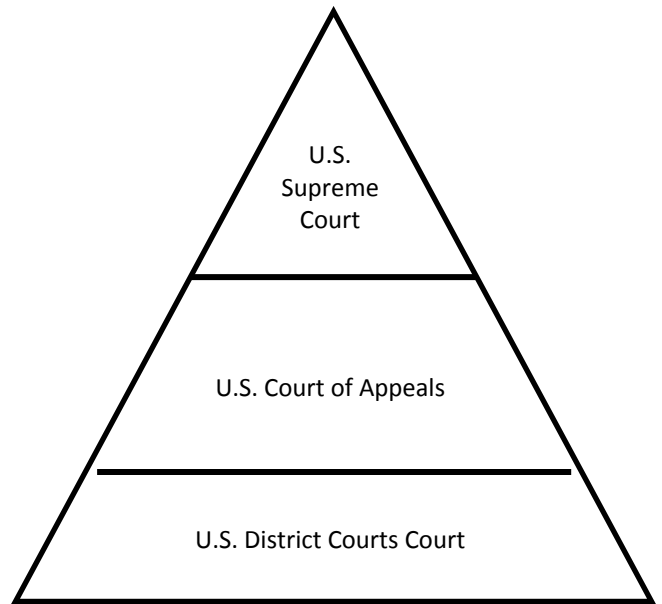 U.S.
Supreme
Court
U.S. Court of Appeals
U.S. District Courts Court